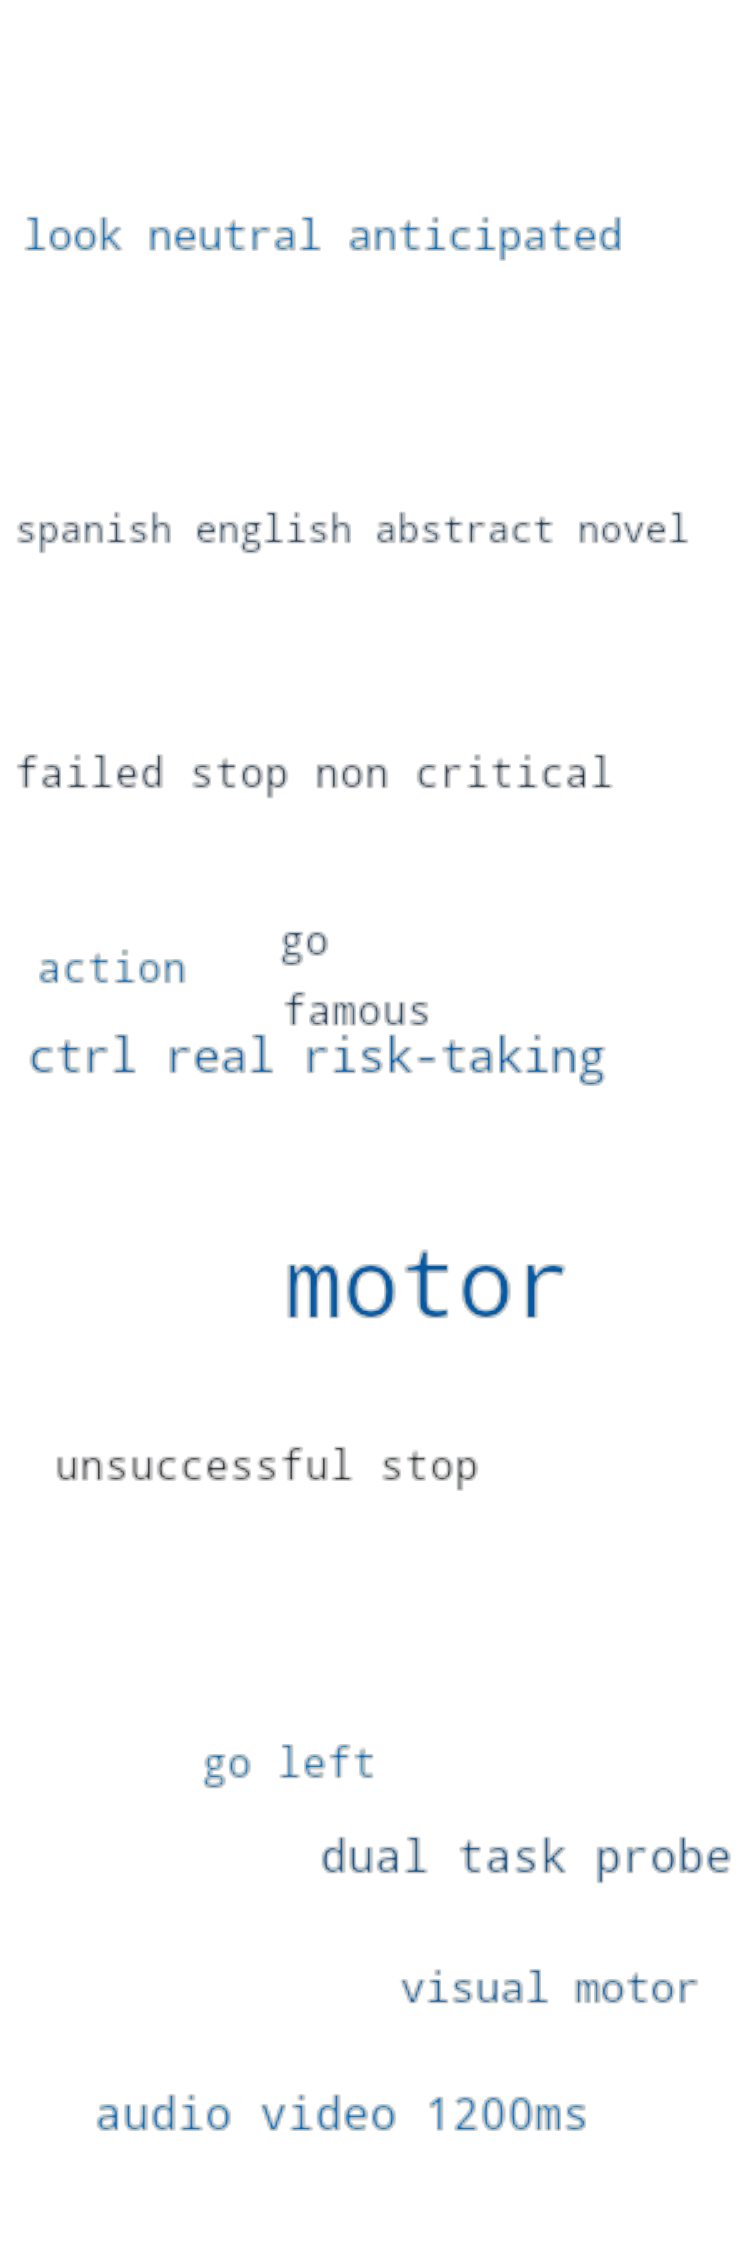 look neutral anticipated
spanish english abstract novel
failed stop non critical
go
action
famous
ctrl real risk-taking
motor
unsuccessful stop
go left
dual task probe
visual motor
audio video 1200ms